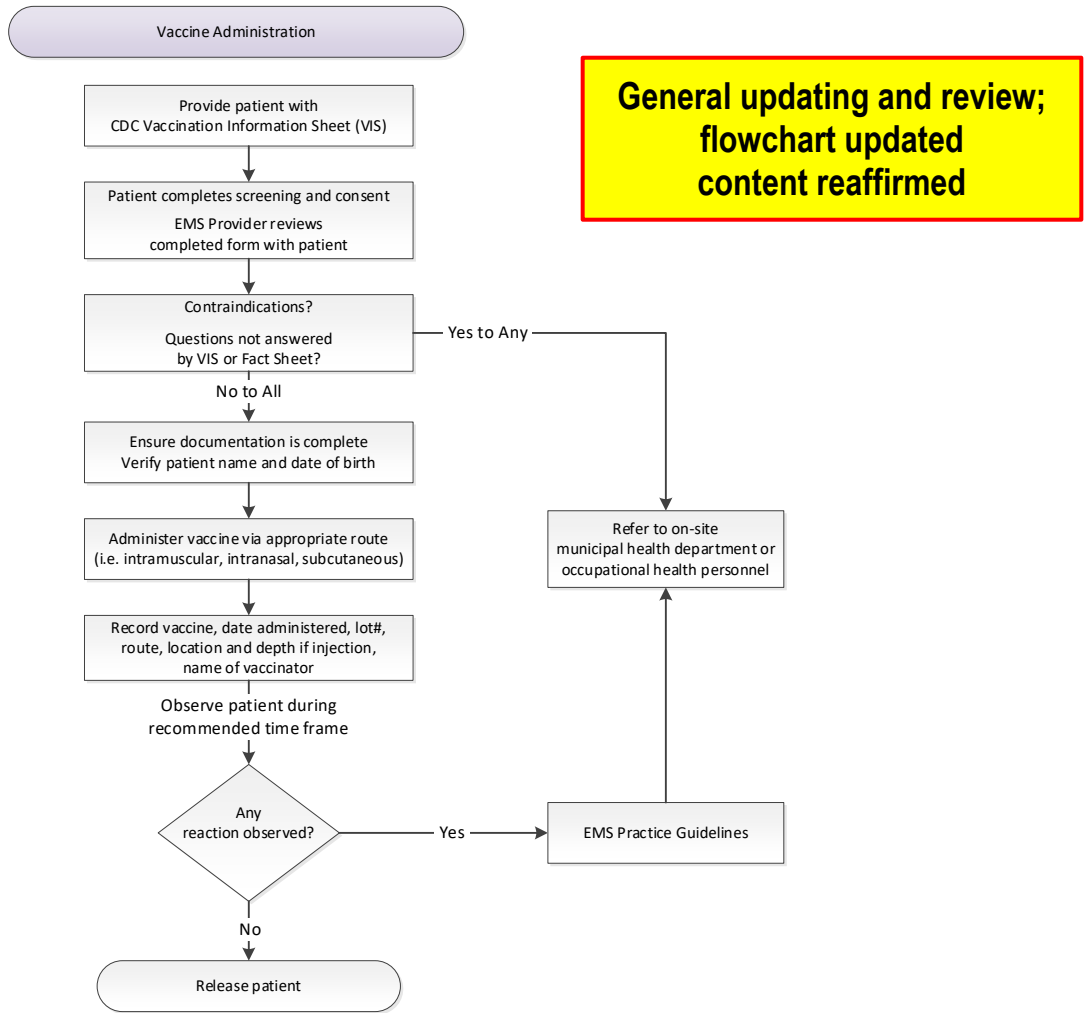 Vaccine Administration
General updating and review;
flowchart updated
content reaffirmed
Provide patient with
CDC Vaccination Information Sheet (VIS)
Patient completes screening and consent
EMS Provider reviews
completed form with patient
Contraindications?
Questions not answered
by VIS or Fact Sheet?
Yes to Any
No to All
Ensure documentation is complete
Verify patient name and date of birth
Administer vaccine via appropriate route
(i.e. intramuscular, intranasal, subcutaneous)
Refer to on-site
municipal health department or
occupational health personnel
Record vaccine, date administered, lot#,
route, location and depth if injection,
name of vaccinator
Observe patient during
recommended time frame
Any
reaction observed?
Yes
EMS Practice Guidelines
No
Release patient